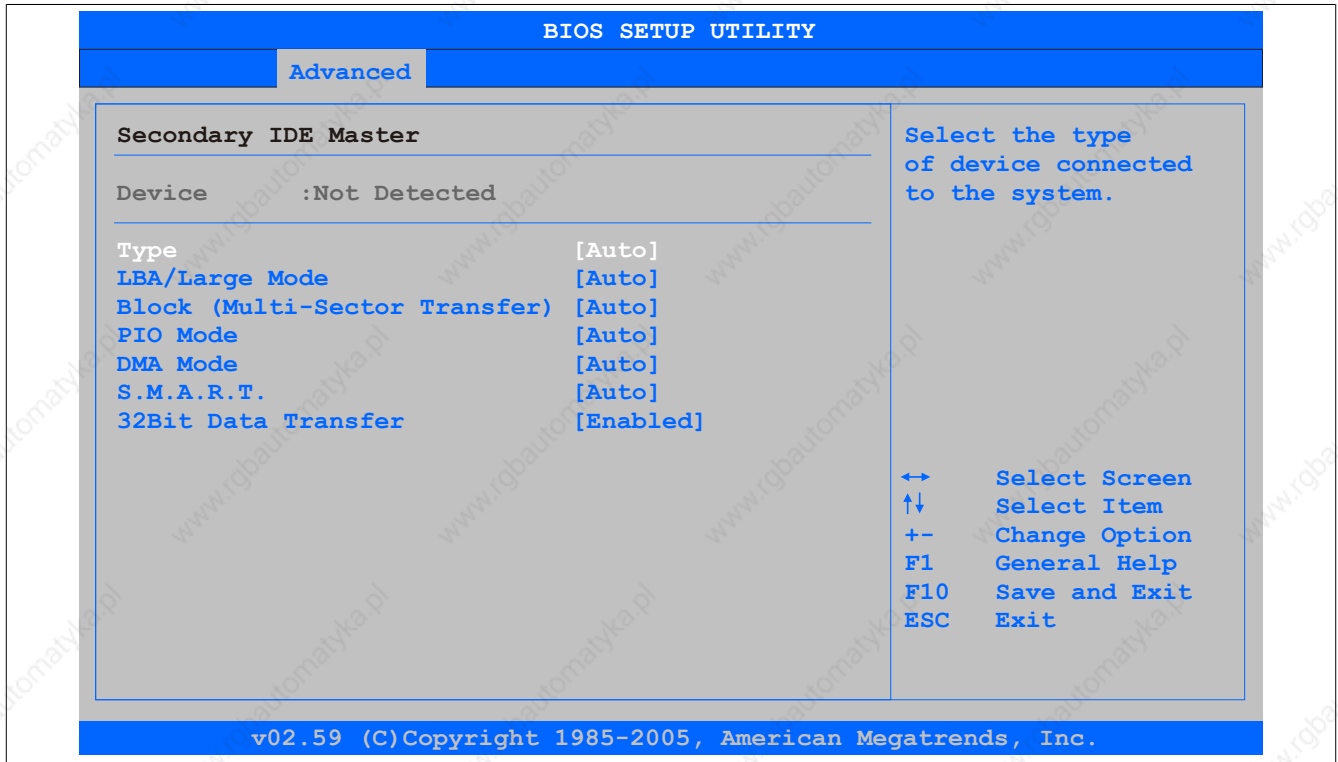 BIOS SETUP UTILITY
Advanced
Secondary IDE Master
Device :Not Detected
Type [Auto]
LBA/Large Mode [Auto]
Block (Multi-Sector Transfer) [Auto]
PIO Mode [Auto]
DMA Mode [Auto]
S.M.A.R.T. [Auto]
32Bit Data Transfer [Enabled]
Select the type
of device connected
to the system.
↔ Select Screen
↑↓ Select Item
+- Change Option
F1 General Help
F10 Save and Exit
ESC Exit
v02.59 (C)Copyright 1985-2005, American Megatrends, Inc.
www.rgbautomatyka.pl